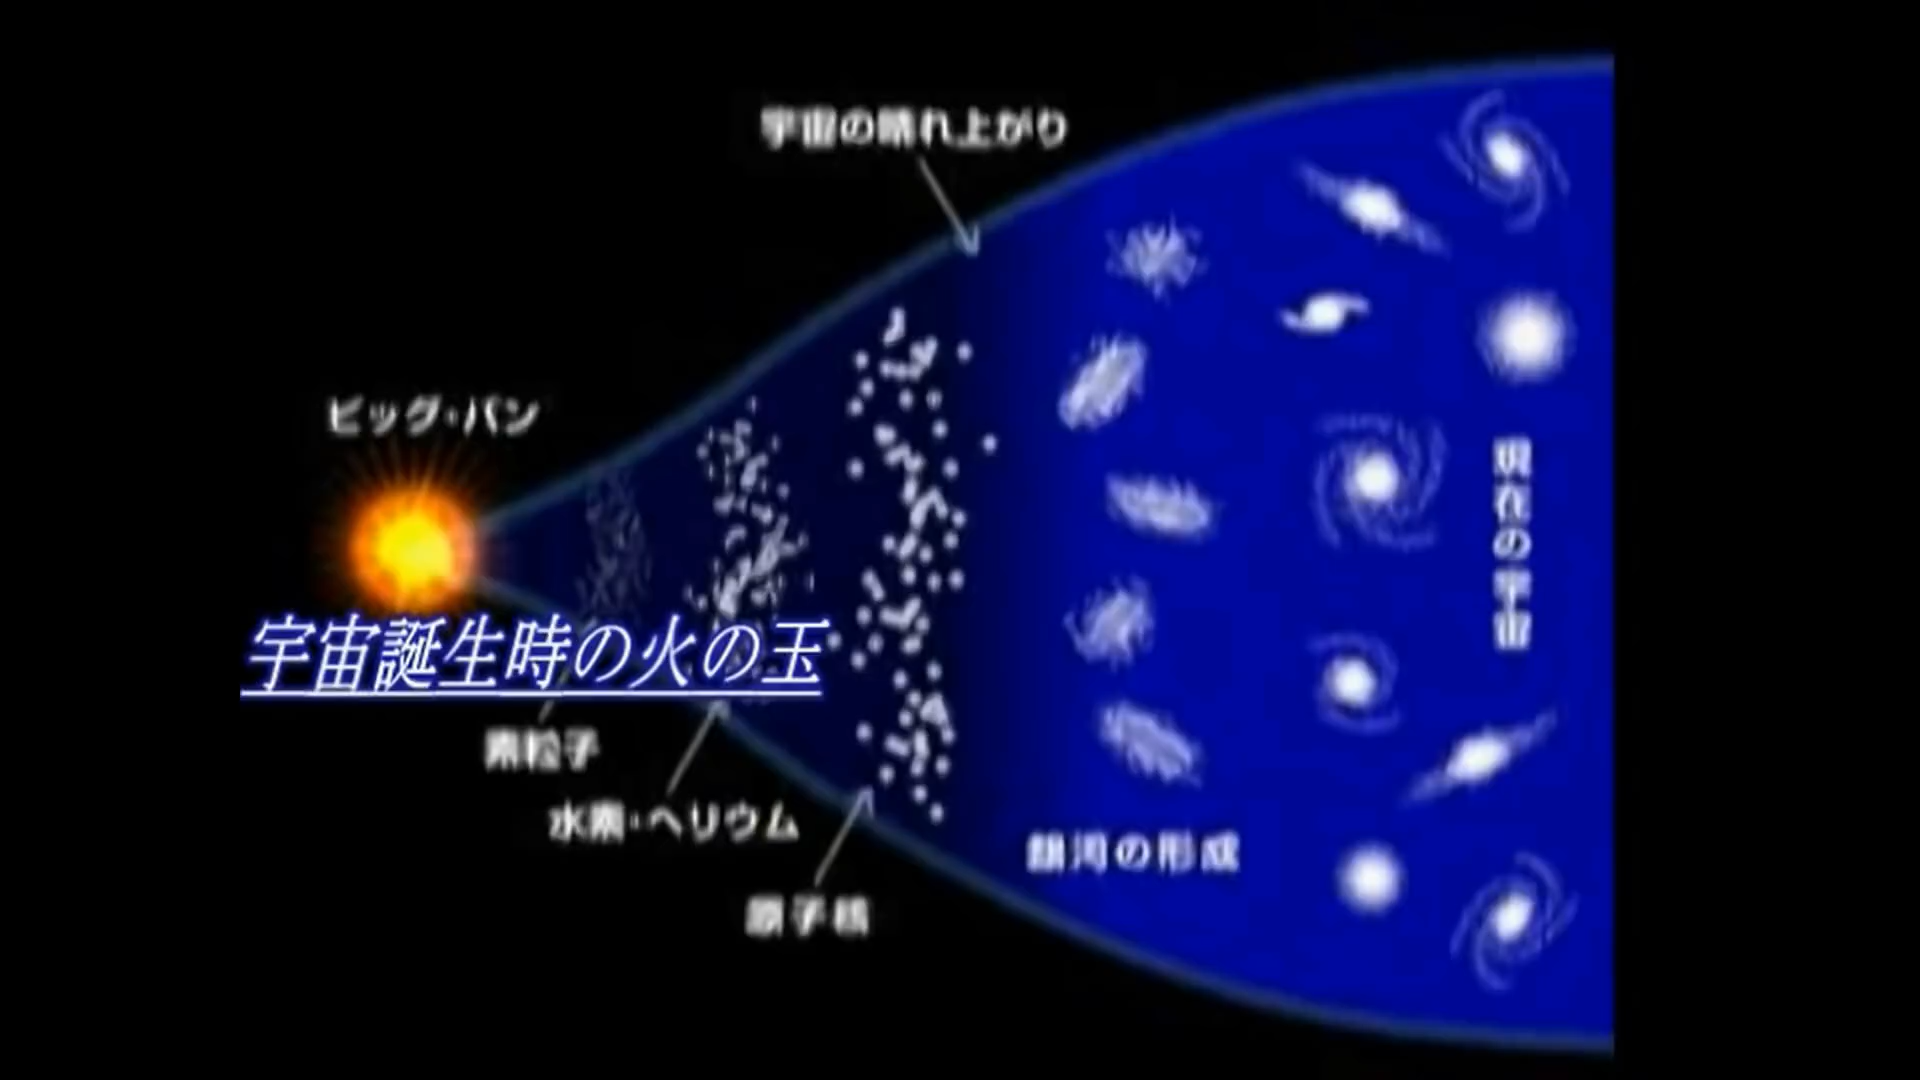 宇宙の晴れ上がり
ビッグ・バン
現在の宇宙
宇宙誕生時の火の玉
素粒子
水素・ヘリウム
銀河の形成
原子核